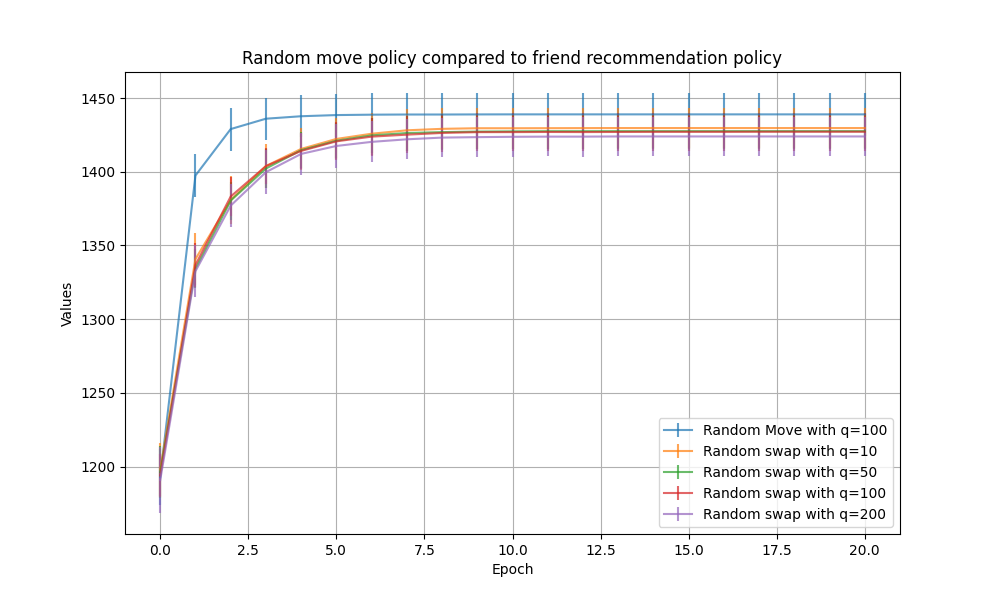 Random move policy compared to friend recommendation policy
Values
1450
1400
1350
1300
1250
1200
0.0 2.5 5.0 7.5 10.0 12.5 15.0 17.5 20.0
Epoch
Random Move with q=100
Random swap with q=10
Random swap with q=50
Random swap with q=100
Random swap with q=200